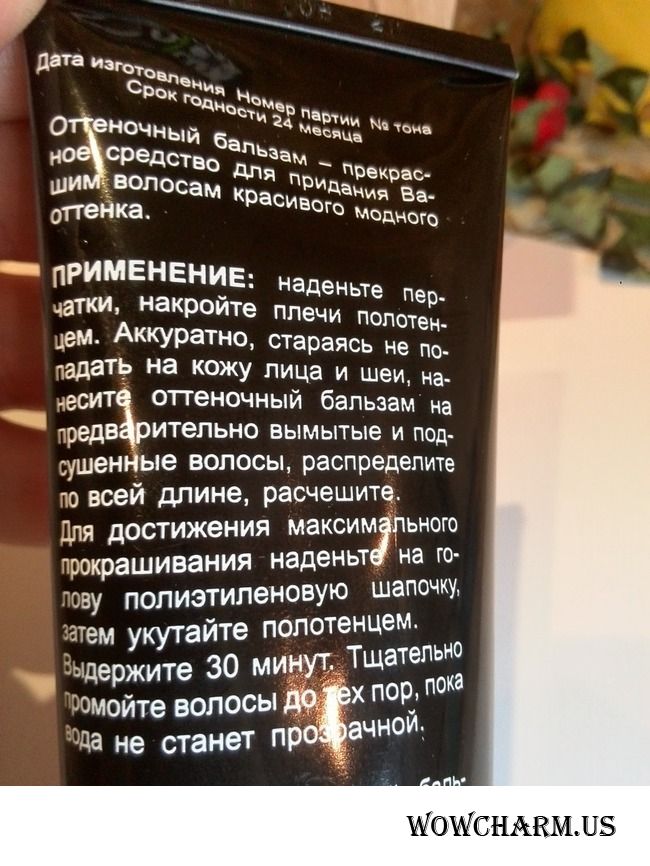 Дата изготовления Номер партии № тона
Срок годности 24 месяца
Оттеночный бальзам – прекрас-
ное средство для придания Ва-
шим волосам красивого модного
оттенка.
ПРИМЕНЕНИЕ: наденьте пер-
чатки, накройте плечи полотен-
цем. Аккуратно, стараясь не по-
падать на кожу лица и шеи, на-
несите оттеночный бальзам на
предварительно вымытые и под-
сушенные волосы, распределите
по всей длине, расчешите.
Для достижения максимального
прокрашивания наденьте на го-
лову полиэтиленовую шапочку,
затем укутайте полотенцем.
Выдержите 30 минут. Тщательно
промойте волосы до тех пор, пока
вода не станет прозрачной.
WOWCHARM.US